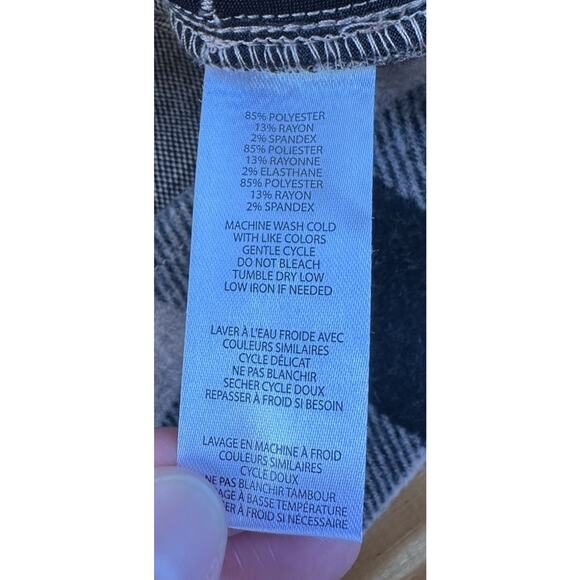 85% POLYESTER
13% RAYON
2% SPANDEX
85% POLIESTER
13% RAYONNE
2% ELASTHANE
85% POLYESTER
13% RAYON
2% SPANDEX
MACHINE WASH COLD
WITH LIKE COLORS
GENTLE CYCLE
DO NOT BLEACH
TUMBLE DRY LOW
LOW IRON IF NEEDED
LAVER À L'EAU FROIDE AVEC
COULEURS SIMILAIRES
CYCLE DÉLICAT
NE PAS BLANCHIR
SECHER CYCLE DOUX
REPASSER À FROID SI BESOIN
LAVAGE EN MACHINE À FROID
COULEURS SIMILAIRES
CYCLE DOUX
NE PAS BLANCHIR TAMBOUR
À BASSE TEMPÉRATURE
À FROID SI NÉCESSAIRE